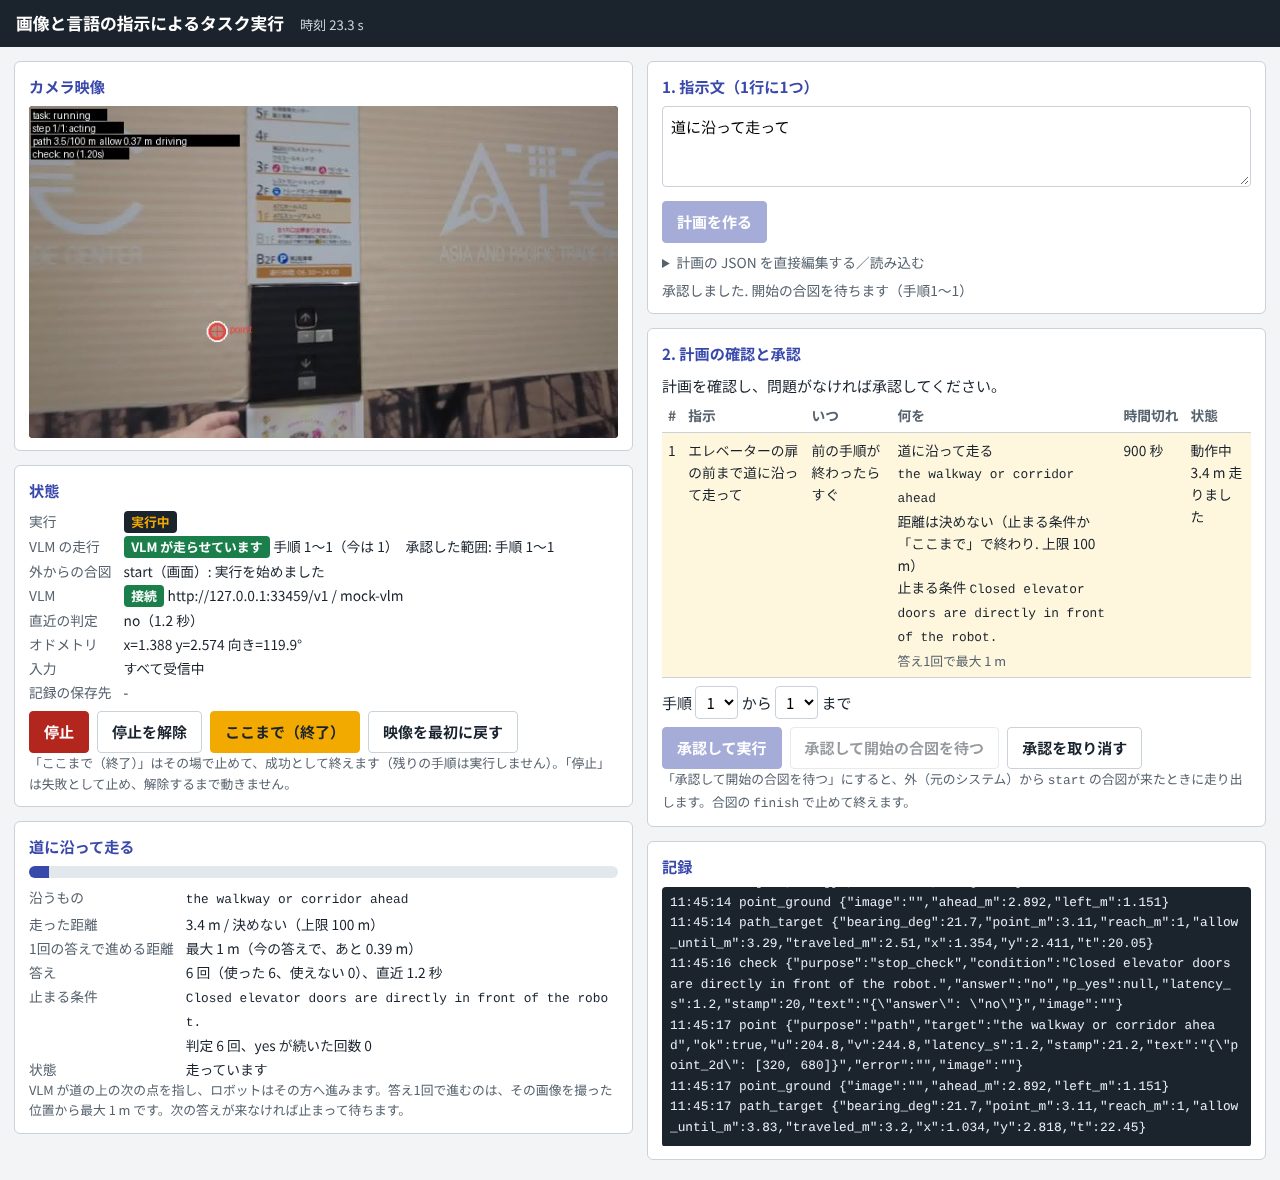 画像と言語の指示によるタスク実行 時刻 23.3 s
カメラ映像
task: running
step 1/1: acting
path 3.5/100 m allow 0.37 m driving
check: no (1.20s)
5F
4F
3F
2F
1F
B1F
B2F
point
ATC
ASIA AND PACIFIC TRADE
DE CENTER
状態
実行 実行中
VLM の走行 VLM が走らせています 手順 1〜1（今は 1） 承認した範囲: 手順 1〜1
外からの合図 start（画面）: 実行を始めました
VLM 接続 http://127.0.0.1:33459/v1 / mock-vlm
直近の判定 no（1.2 秒）
オドメトリ x=1.388 y=2.574 向き=119.9°
入力 すべて受信中
記録の保存先 -
停止 停止を解除 ここまで（終了） 映像を最初に戻す
「ここまで（終了）」はその場で止めて、成功として終えます（残りの手順は実行しません）。「停止」
は失敗として止め、解除するまで動きません。
道に沿って走る
沿うもの the walkway or corridor ahead
走った距離 3.4 m / 決めない（上限 100 m）
1回の答えで進める距離 最大 1 m（今の答えで、あと 0.39 m）
答え 6 回（使った 6、使えない 0）、直近 1.2 秒
止まる条件 Closed elevator doors are directly in front of the robo
t.
判定 6 回、yes が続いた回数 0
状態 走っています
VLM が道の上の次の点を指し、ロボットはその方へ進みます。答え1回で進むのは、その画像を撮った
位置から最大 1 m です。次の答えが来なければ止まって待ちます。
1. 指示文（1行に1つ）
道に沿って走って
計画を作る
▶ 計画の JSON を直接編集する／読み込む
承認しました. 開始の合図を待ちます（手順1〜1）
2. 計画の確認と承認
計画を確認し、問題がなければ承認してください。
# 指示 いつ 何を 時間切れ 状態
1 エレベーターの扉 前の手順が 道に沿って走る 900 秒 動作中
の前まで道に沿っ 終わったら the walkway or corridor 3.4 m 走
て走って すぐ ahead りまし
距離は決めない（止まる条件か た
「ここまで」で終わり. 上限 100
m）
止まる条件 Closed elevator
doors are directly in front
of the robot.
答え1回で最大 1 m
手順 1 から 1 まで
承認して実行 承認して開始の合図を待つ 承認を取り消す
「承認して開始の合図を待つ」にすると、外（元のシステム）から start の合図が来たときに走り出
します。合図の finish で止めて終えます。
記録
11:45:14 point_ground {"image":"","ahead_m":2.892,"left_m":1.151}
11:45:14 path_target {"bearing_deg":21.7,"point_m":3.11,"reach_m":1,"allow
_until_m":3.29,"traveled_m":2.51,"x":1.354,"y":2.411,"t":20.05}
11:45:16 check {"purpose":"stop_check","condition":"Closed elevator doors
are directly in front of the robot.","answer":"no","p_yes":null,"latency_
s":1.2,"stamp":20,"text":"{\"answer\": \"no\"}","image":""}
11:45:17 point {"purpose":"path","target":"the walkway or corridor ahea
d","ok":true,"u":204.8,"v":244.8,"latency_s":1.2,"stamp":21.2,"text":"{\"p
oint_2d\": [320, 680]}","error":"","image":""}
11:45:17 point_ground {"image":"","ahead_m":2.892,"left_m":1.151}
11:45:17 path_target {"bearing_deg":21.7,"point_m":3.11,"reach_m":1,"allow
_until_m":3.83,"traveled_m":3.2,"x":1.034,"y":2.818,"t":22.45}